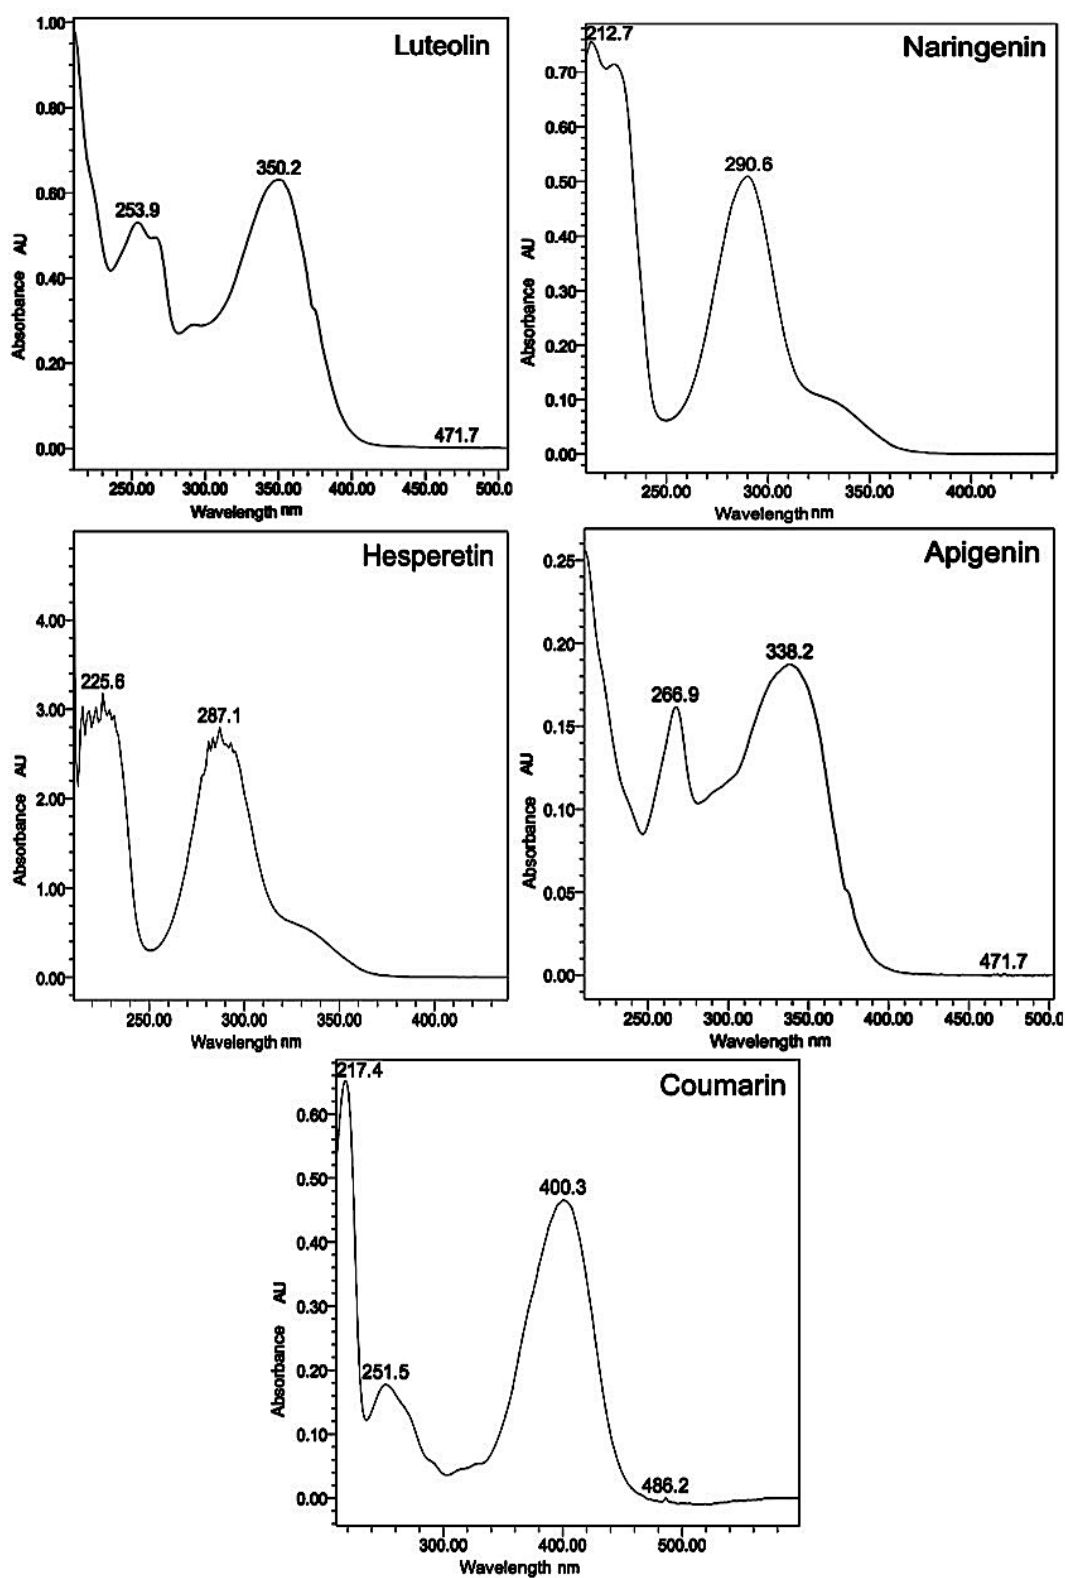 Luteolin
1.00
0.80
0.60
0.40
0.20
0.00
350.2
253.9
471.7
Absorbance AU
250.00 300.00 350.00 400.00 450.00 500.0
Wavelength nm
Naringenin
212.7
0.70
0.60
0.50
0.40
0.30
0.20
0.10
0.00
290.6
Absorbance AU
250.00 300.00 350.00 400.00
Wavelength nm
Hesperetin
4.00
3.00
2.00
1.00
0.00
225.6
287.1
Absorbance AU
250.00 300.00 350.00 400.00
Wavelength nm
Apigenin
0.25
0.20
0.15
0.10
0.05
0.00
338.2
266.9
471.7
Absorbance AU
250.00 300.00 350.00 400.00 450.00 500.0
Wavelength nm
Coumarin
217.4
0.60
0.50
0.40
0.30
0.20
0.10
0.00
400.3
251.5
486.2
Absorbance AU
300.00 400.00 500.00
Wavelength nm